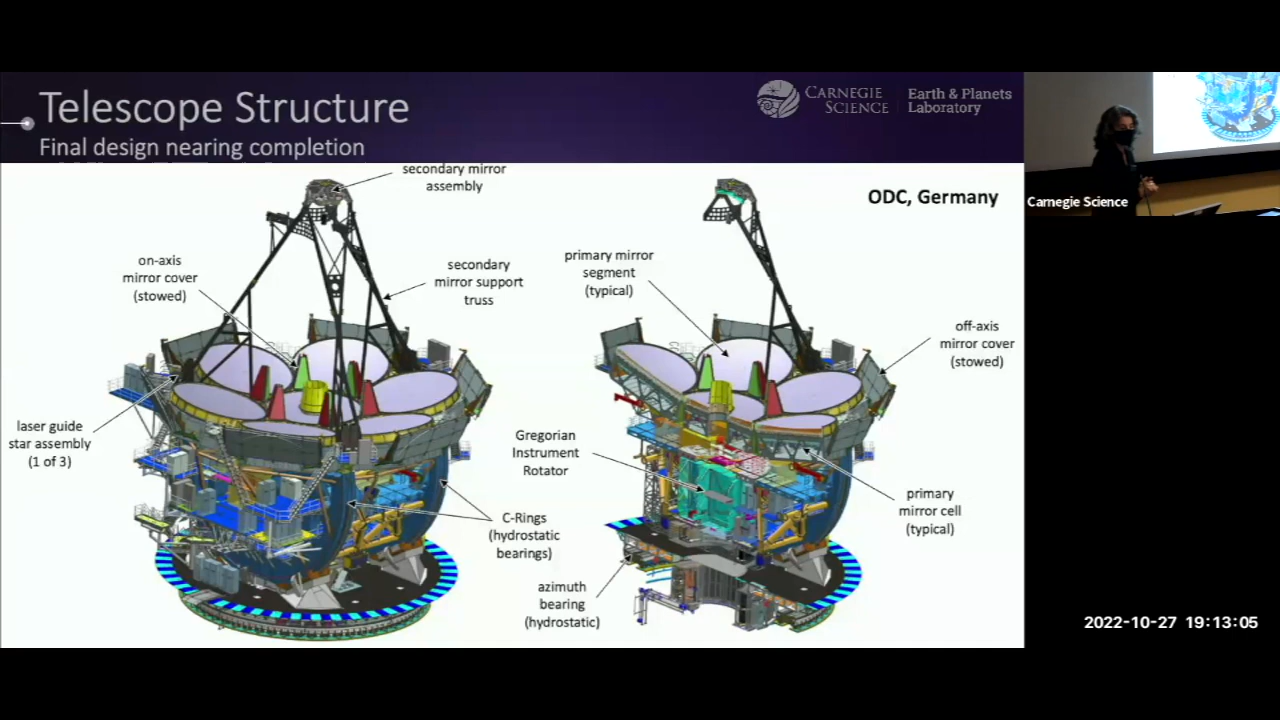 Telescope Structure
Final design nearing completion
CARNEGIE
SCIENCE
Earth & Planets
Laboratory
ODC, Germany
secondary mirror
assembly
on-axis
mirror cover
(stowed)
secondary
mirror support
truss
laser guide
star assembly
(1 of 3)
C-Rings
(hydrostatic
bearings)
primary mirror
segment
(typical)
off-axis
mirror cover
(stowed)
Gregorian
Instrument
Rotator
primary
mirror cell
(typical)
azimuth
bearing
(hydrostatic)
Carnegie Science
2022-10-27 19:13:05